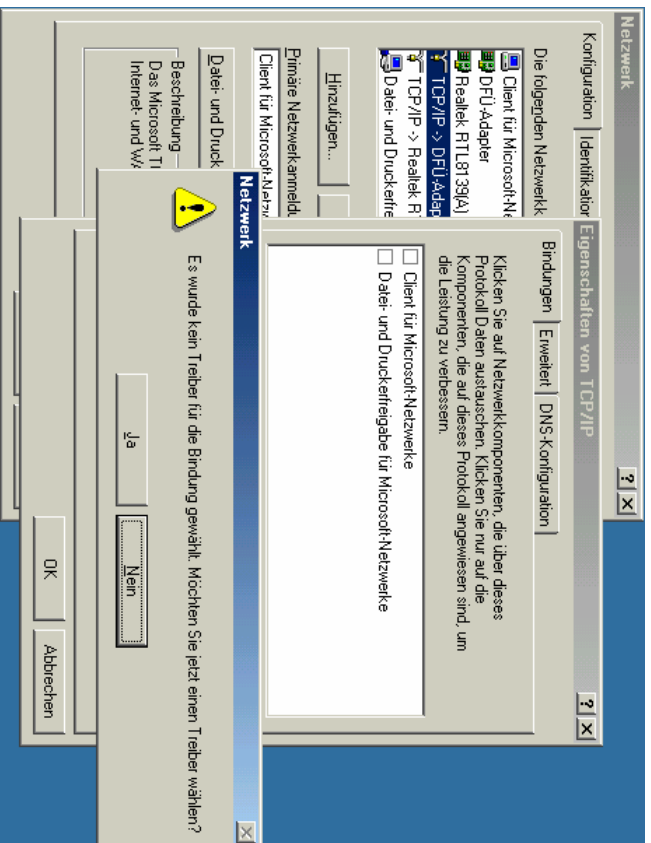 Netzwerk
Konfiguration
Identifikation
Die folgenden Netzwerkk
Client für Microsoft-Ne
DFÜ-Adapter
Realtek RTL8139(A)
TCP/IP -> DFÜ-Adap
TCP/IP -> Realtek R
Datei- und Druckerfre
Hinzufügen...
Primäre Netzwerkanmeldu
Client für Microsoft-Netzw
Datei- und Druck
Beschreibung
Das Microsoft T
Internet- und WA
Eigenschaften von TCP/IP
Bindungen
Erweitert
DNS-Konfiguration
Klicken Sie auf Netzwerkkomponenten, die über dieses
Protokoll Daten austauschen. Klicken Sie nur auf die
Komponenten, die auf dieses Protokoll angewiesen sind, um
die Leistung zu verbessern.
Client für Microsoft-Netzwerke
Datei- und Druckerfreigabe für Microsoft-Netzwerke
OK
Abbrechen
Netzwerk
Es wurde kein Treiber für die Bindung gewählt. Möchten Sie jetzt einen Treiber wählen?
Ja
Nein